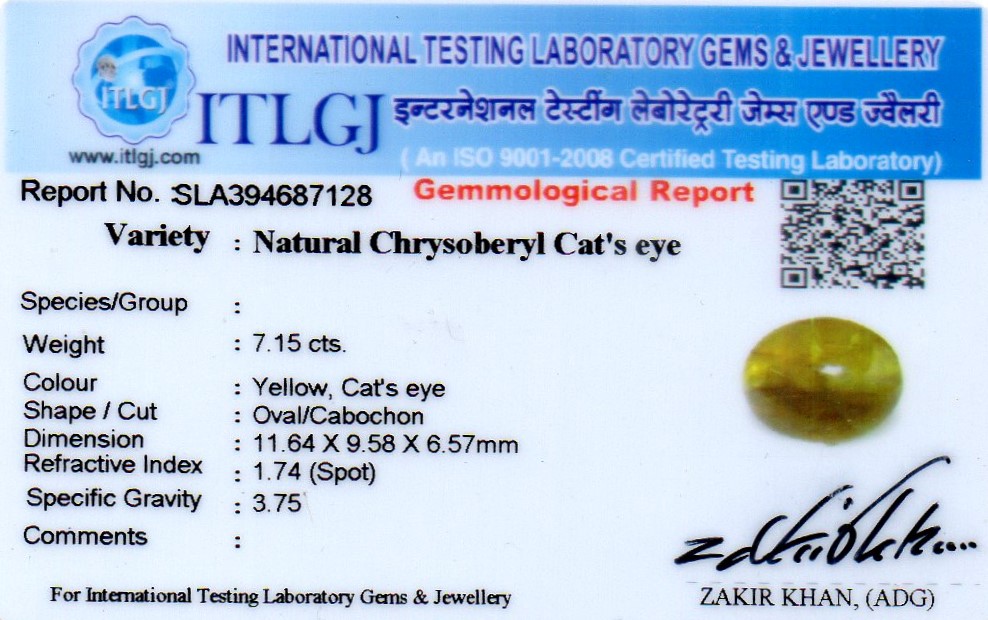 INTERNATIONAL TESTING LABORATORY GEMS & JEWELLERY
ITLGJ
ITLGJ इन्टरनेशनल टेस्टींग लेबोरेट्री जेम्स एण्ड ज्वैलरी
www.itlgj.com
( An ISO 9001-2008 Certified Testing Laboratory)
Report No. :SLA394687128
Gemmological Report
Variety : Natural Chrysoberyl Cat's eye
Species/Group :
Weight : 7.15 cts.
Colour : Yellow, Cat's eye
Shape / Cut : Oval/Cabochon
Dimension : 11.64 X 9.58 X 6.57mm
Refractive Index : 1.74 (Spot)
Specific Gravity : 3.75
Comments :
For International Testing Laboratory Gems & Jewellery
ZAKIR KHAN, (ADG)